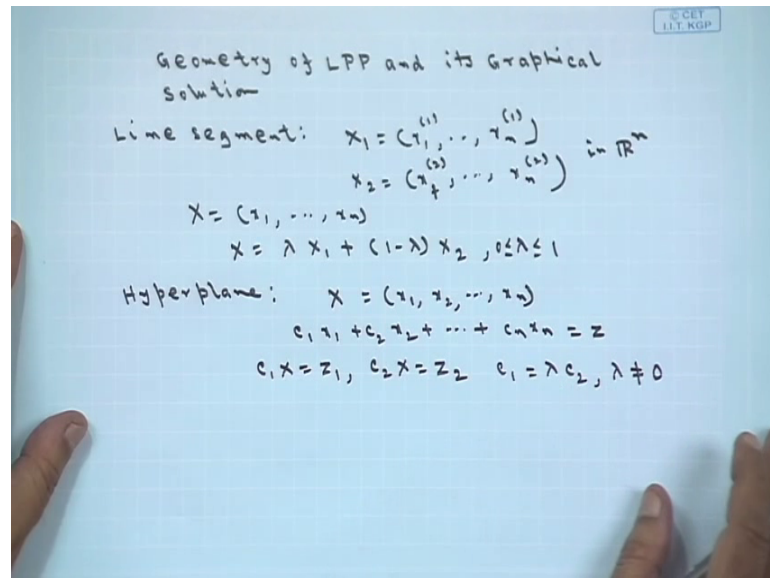 © CET
I.I.T. KGP
Geometry of LPP and its Graphical
Solution
Line segment: X₁ = (x₁⁽¹⁾, ..., xₙ⁽¹⁾)
X₂ = (x₁⁽²⁾, ..., xₙ⁽²⁾) in ℝⁿ
X = (x₁, ..., xₙ)
X = λ X₁ + (1-λ) X₂ , 0≤λ≤1
Hyperplane: X = (x₁, x₂, ..., xₙ)
c₁ x₁ + c₂ x₂ + ... + cₙ xₙ = z
c₁ X = z₁, c₂ X = z₂ c₁ = λ c₂, λ ≠ 0